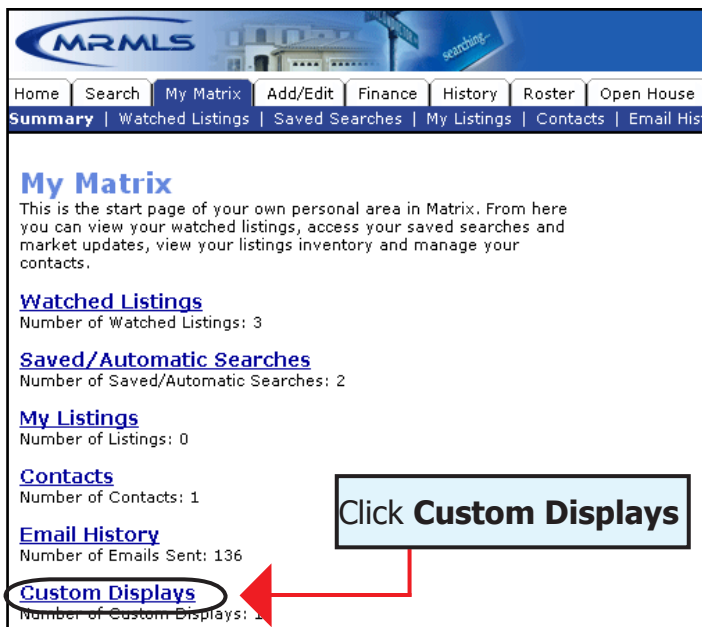 MRMLS
searching...
Home Search My Matrix Add/Edit Finance History Roster Open House
Summary | Watched Listings | Saved Searches | My Listings | Contacts | Email His
My Matrix
This is the start page of your own personal area in Matrix. From here
you can view your watched listings, access your saved searches and
market updates, view your listings inventory and manage your
contacts.
Watched Listings
Number of Watched Listings: 3
Saved/Automatic Searches
Number of Saved/Automatic Searches: 2
My Listings
Number of Listings: 0
Contacts
Number of Contacts: 1
Click Custom Displays
Email History
Number of Emails Sent: 136
Custom Displays
Number of Custom Displays: 1